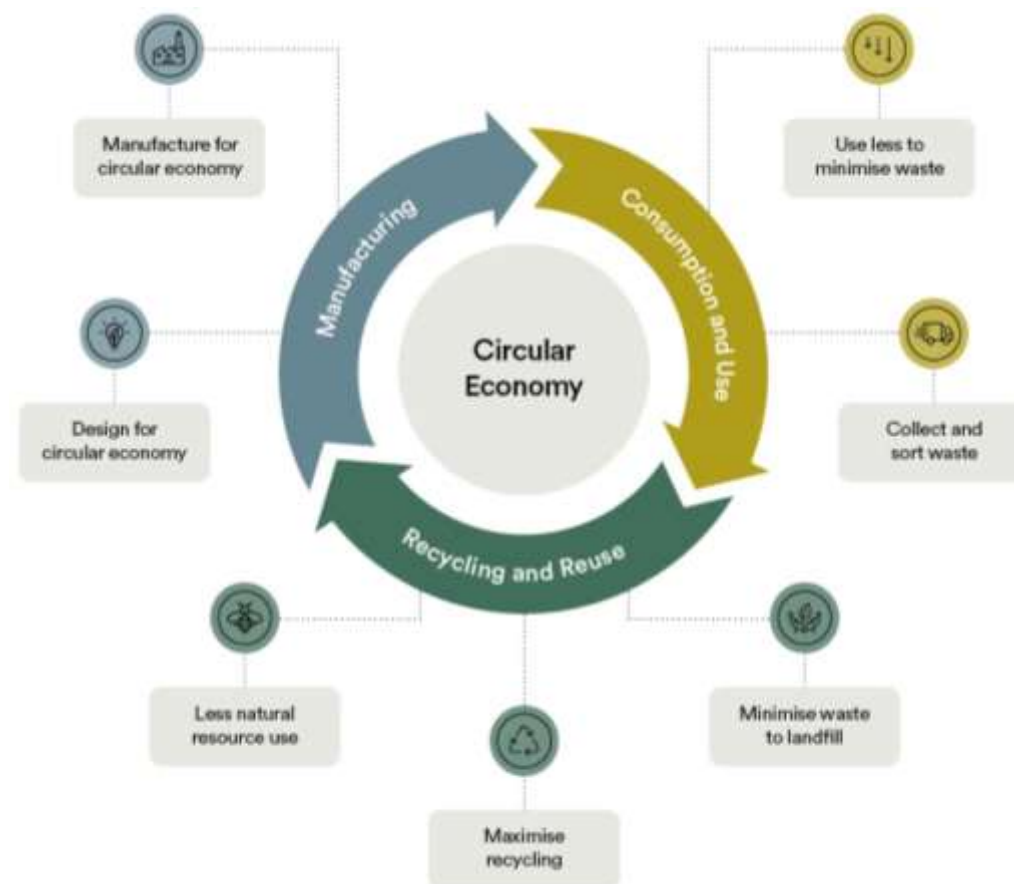 Manufacture for
circular economy
Use less to
minimise waste
Manufacturing
Consumption and Use
Circular
Economy
Design for
circular economy
Collect and
sort waste
Recycling and Reuse
Less natural
resource use
Minimise waste
to landfill
Maximise
recycling